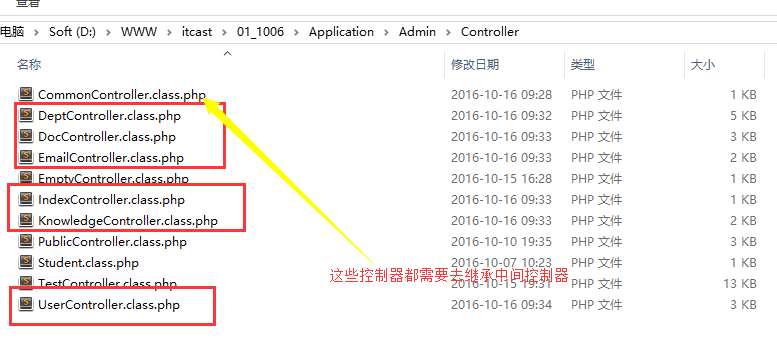 查看
电脑 > Soft (D:) > WWW > itcast > 01_1006 > Application > Admin > Controller
名称 修改日期 类型 大小
CommonController.class.php 2016-10-16 09:28 PHP 文件 1 KB
DeptController.class.php 2016-10-16 09:32 PHP 文件 5 KB
DocController.class.php 2016-10-16 09:33 PHP 文件 3 KB
EmailController.class.php 2016-10-16 09:33 PHP 文件 2 KB
EmptyController.class.php 2016-10-15 16:28 PHP 文件 1 KB
IndexController.class.php 2016-10-16 09:33 PHP 文件 1 KB
KnowledgeController.class.php 2016-10-16 09:33 PHP 文件 2 KB
PublicController.class.php 2016-10-10 19:35 PHP 文件 3 KB
Student.class.php 2016-10-07 10:23 PHP 文件 1 KB
这些控制器都需要去继承中间控制器
TestController.class.php 2016-10-15 19:31 PHP 文件 13 KB
UserController.class.php 2016-10-16 09:34 PHP 文件 3 KB